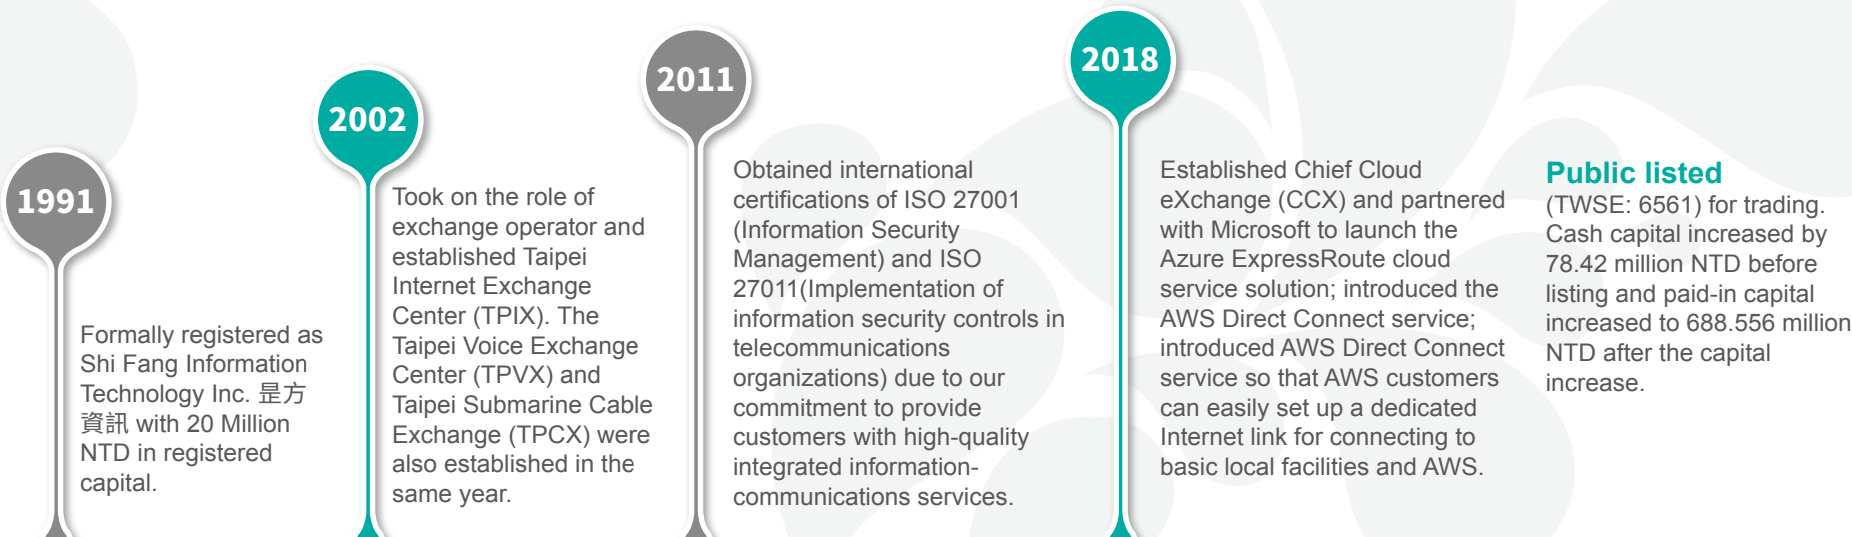 1991
Formally registered as
Shi Fang Information
Technology Inc. 是方
資訊 with 20 Million
NTD in registered
capital.
2002
Took on the role of
exchange operator and
established Taipei
Internet Exchange
Center (TPIX). The
Taipei Voice Exchange
Center (TPVX) and
Taipei Submarine Cable
Exchange (TPCX) were
also established in the
same year.
2011
Obtained international
certifications of ISO 27001
(Information Security
Management) and ISO
27011(Implementation of
information security controls in
telecommunications
organizations) due to our
commitment to provide
customers with high-quality
integrated information-
communications services.
2018
Established Chief Cloud
eXchange (CCX) and partnered
with Microsoft to launch the
Azure ExpressRoute cloud
service solution; introduced the
AWS Direct Connect service;
introduced AWS Direct Connect
service so that AWS customers
can easily set up a dedicated
Internet link for connecting to
basic local facilities and AWS.
Public listed
(TWSE: 6561) for trading.
Cash capital increased by
78.42 million NTD before
listing and paid-in capital
increased to 688.556 million
NTD after the capital
increase.